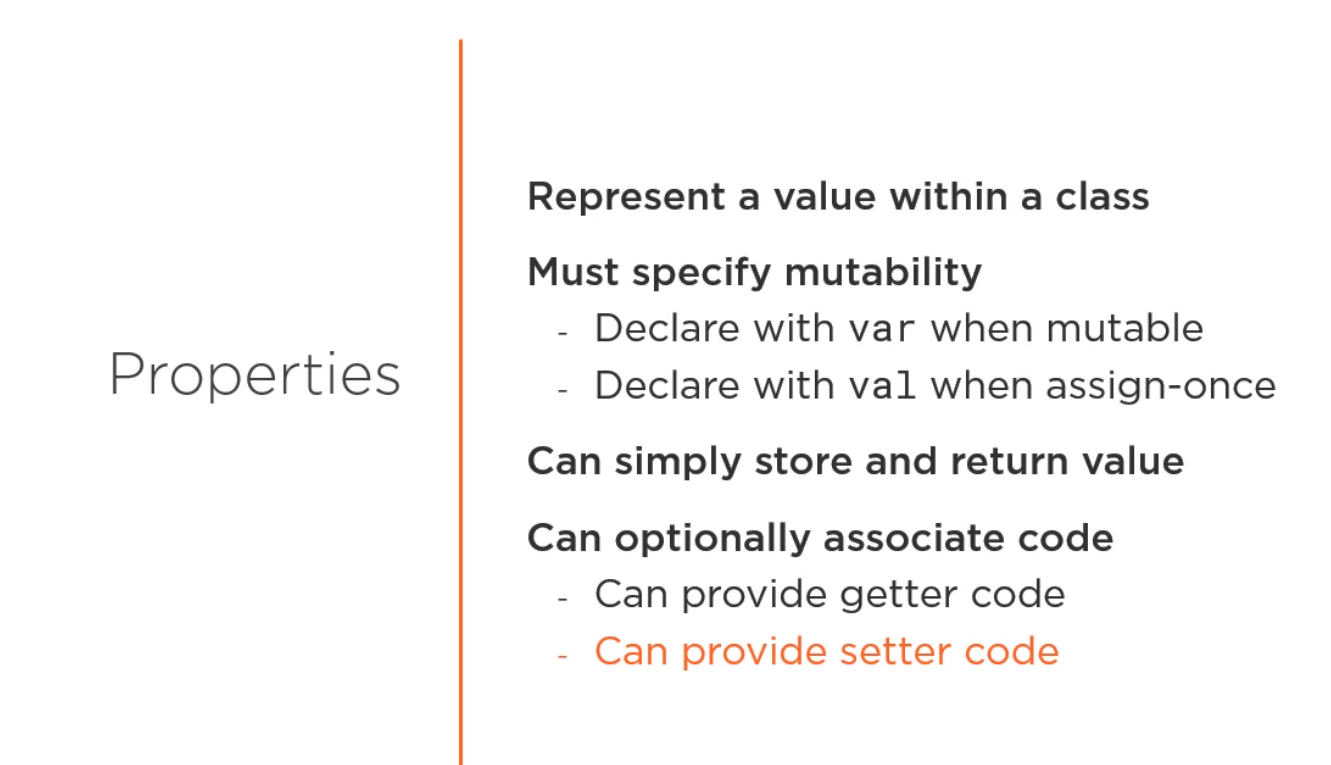 Properties
Represent a value within a class
Must specify mutability
- Declare with var when mutable
- Declare with val when assign-once
Can simply store and return value
Can optionally associate code
- Can provide getter code
- Can provide setter code